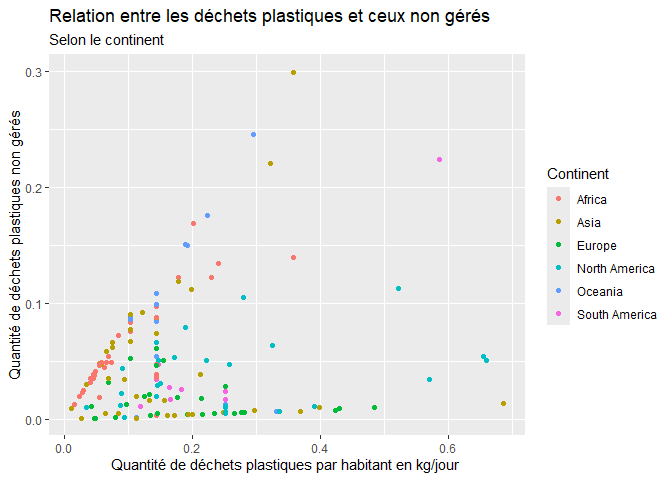 Relation entre les déchets plastiques et ceux non gérés
Selon le continent
Quantité de déchets plastiques non gérés
0.3
0.2
0.1
0.0
0.0 0.2 0.4 0.6
Quantité de déchets plastiques par habitant en kg/jour
Continent
Africa
Asia
Europe
North America
Oceania
South America